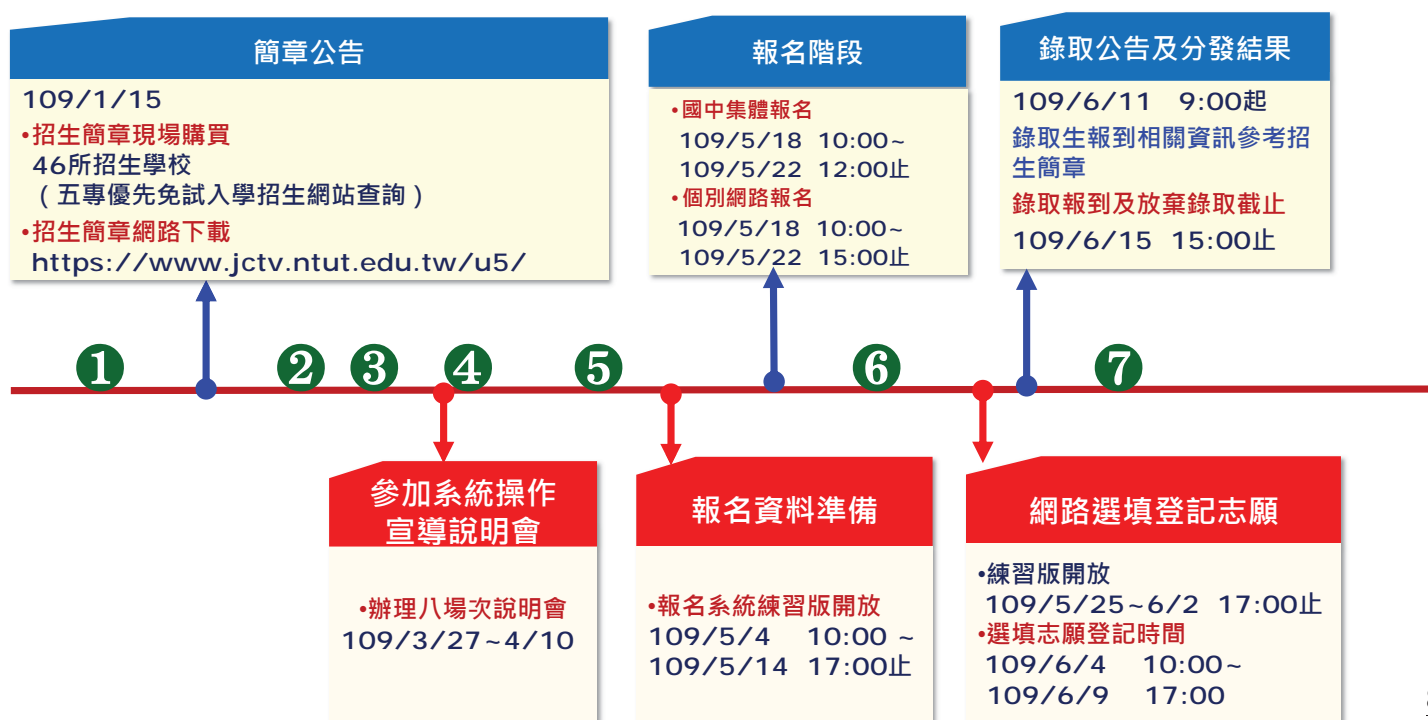 簡章公告
109/1/15
•招生簡章現場購買
46所招生學校
(五專優先免試入學招生網站查詢)
•招生簡章網路下載
https://www.jctv.ntut.edu.tw/u5/
報名階段
•國中集體報名
109/5/18 10:00~
109/5/22 12:00止
•個別網路報名
109/5/18 10:00~
109/5/22 15:00止
錄取公告及分發結果
109/6/11 9:00起
錄取生報到相關資訊參考招
生簡章
錄取報到及放棄錄取截止
109/6/15 15:00止
❶ ❷ ❸ ❹ ❺ ❻ ❼
參加系統操作
宣導說明會
•辦理八場次說明會
109/3/27~4/10
報名資料準備
•報名系統練習版開放
109/5/4 10:00 ~
109/5/14 17:00止
網路選填登記志願
•練習版開放
109/5/25~6/2 17:00止
•選填志願登記時間
109/6/4 10:00~
109/6/9 17:00